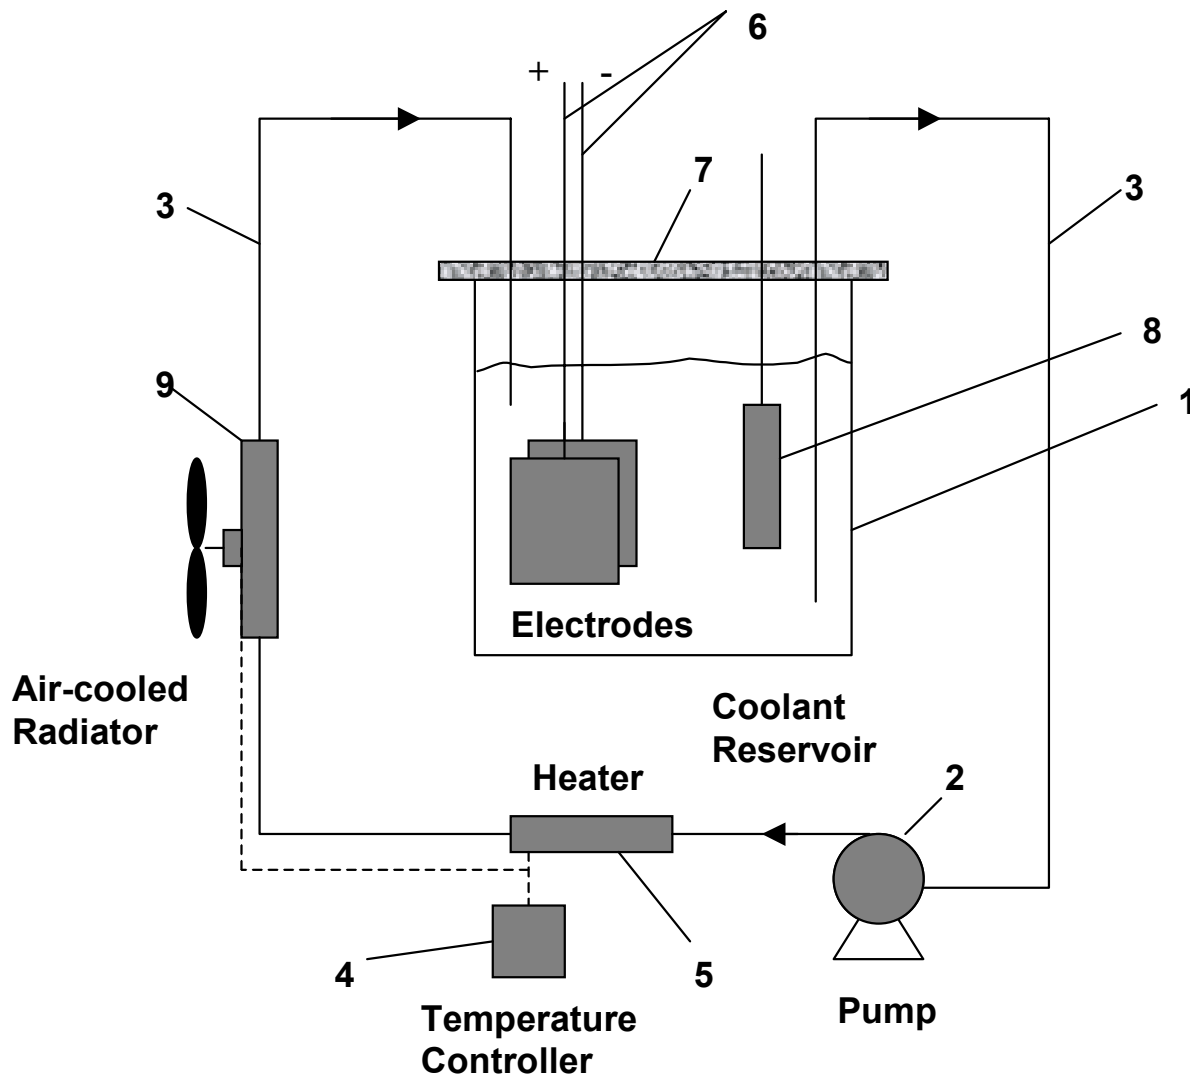 6
+ -
7
3
3
8
9
1
Electrodes
Air-cooled
Radiator
Coolant
Reservoir
Heater
2
4
5
Pump
Temperature
Controller